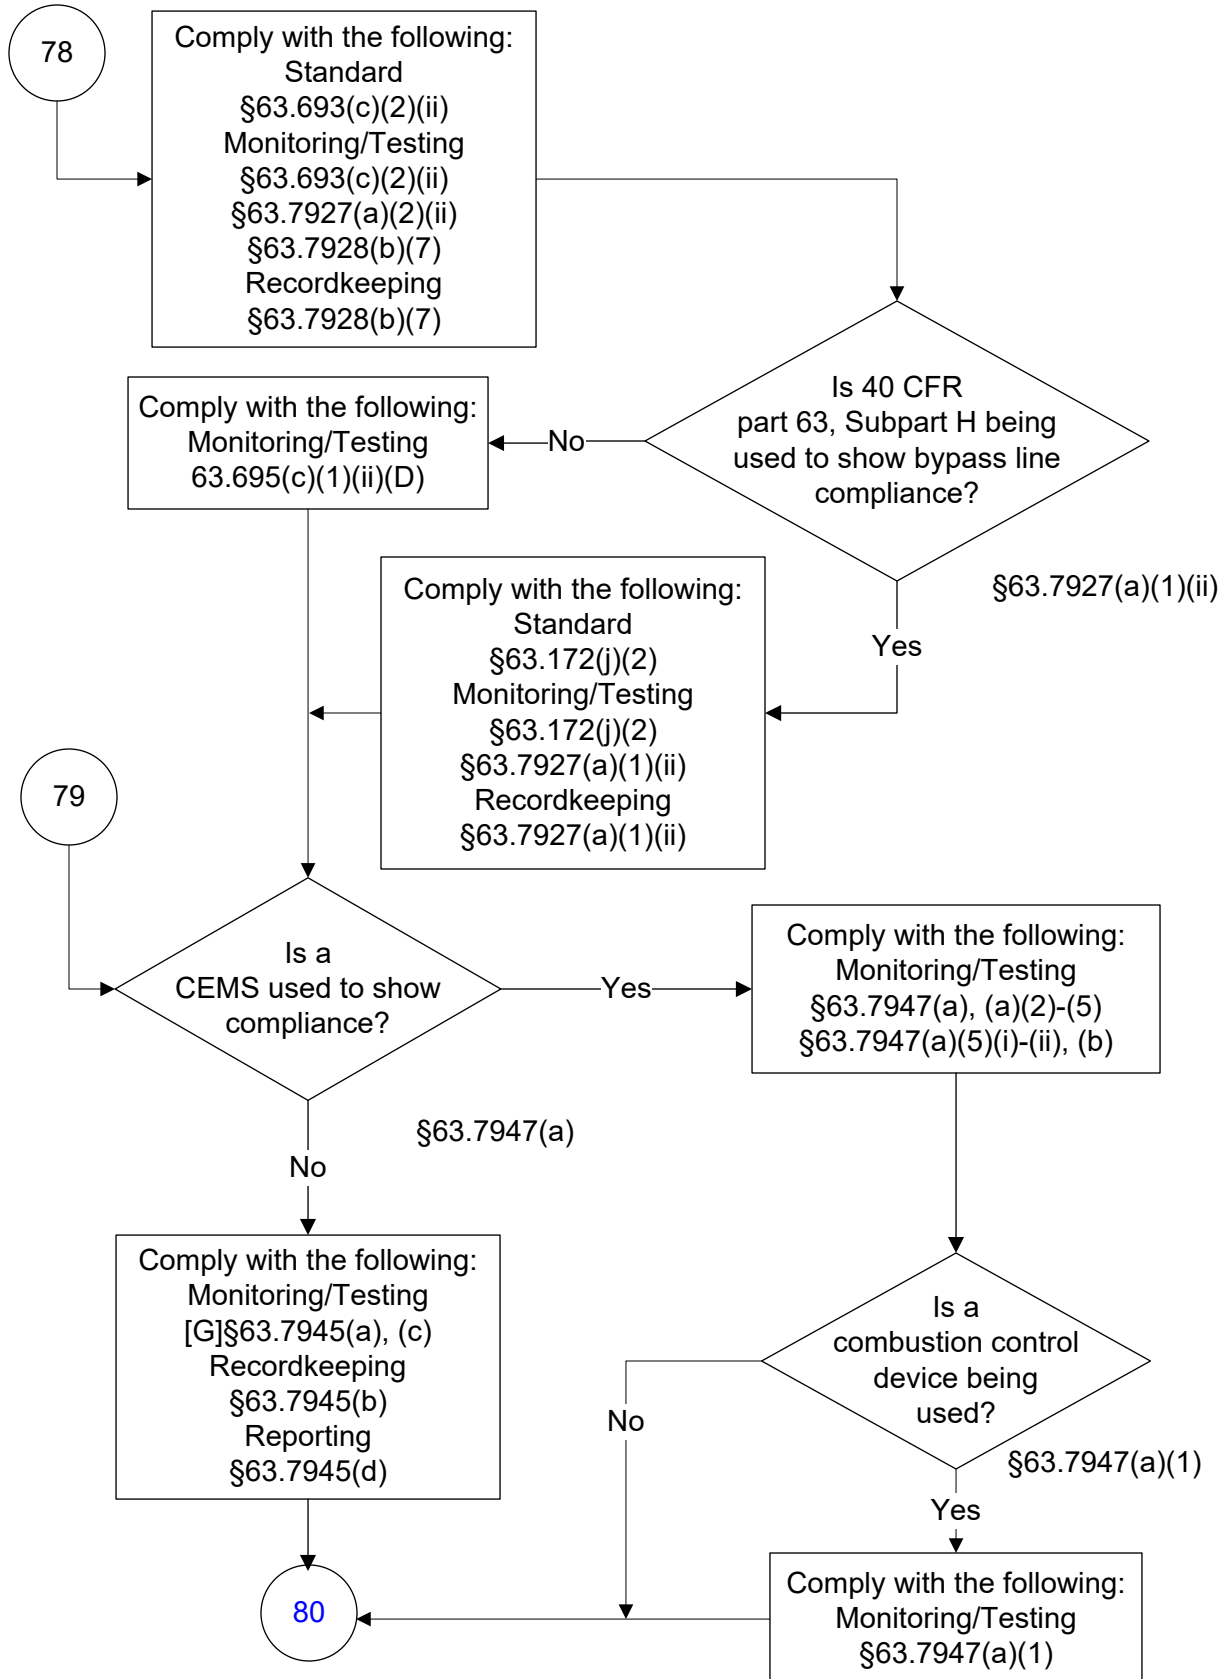 78
Comply with the following:
Standard
§63.693(c)(2)(ii)
Monitoring/Testing
§63.693(c)(2)(ii)
§63.7927(a)(2)(ii)
§63.7928(b)(7)
Recordkeeping
§63.7928(b)(7)
Is 40 CFR
part 63, Subpart H being
used to show bypass line
compliance?
§63.7927(a)(1)(ii)
No
Comply with the following:
Monitoring/Testing
63.695(c)(1)(ii)(D)
Yes
Comply with the following:
Standard
§63.172(j)(2)
Monitoring/Testing
§63.172(j)(2)
§63.7927(a)(1)(ii)
Recordkeeping
§63.7927(a)(1)(ii)
79
Is a
CEMS used to show
compliance?
§63.7947(a)
Yes
Comply with the following:
Monitoring/Testing
§63.7947(a), (a)(2)-(5)
§63.7947(a)(5)(i)-(ii), (b)
No
Comply with the following:
Monitoring/Testing
[G]§63.7945(a), (c)
Recordkeeping
§63.7945(b)
Reporting
§63.7945(d)
Is a
combustion control
device being
used?
§63.7947(a)(1)
No
Yes
Comply with the following:
Monitoring/Testing
§63.7947(a)(1)
80